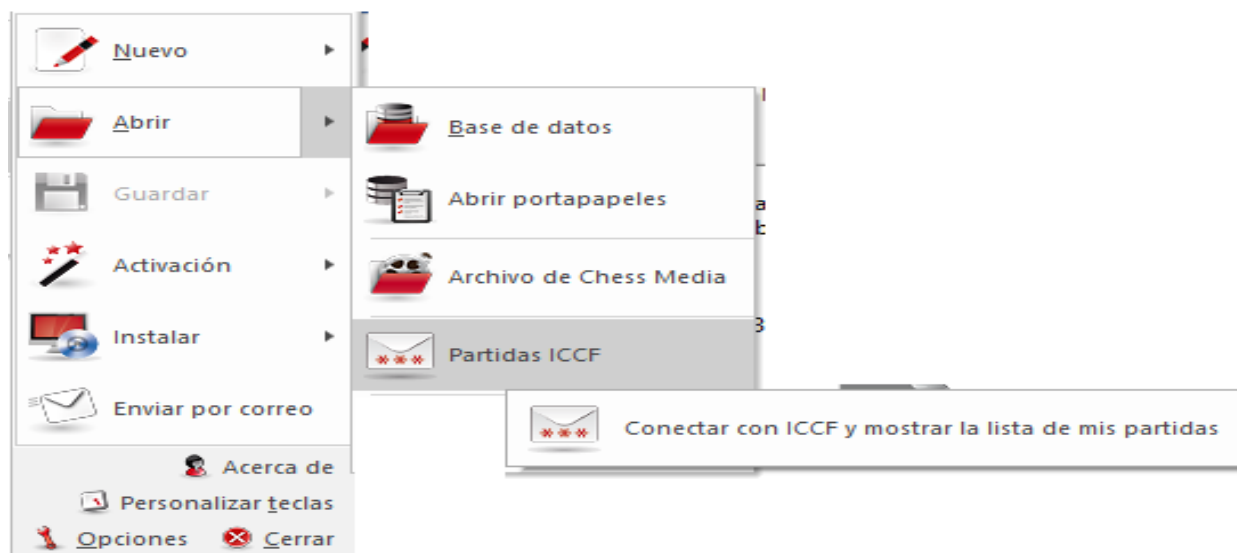 Nuevo
Abrir
Guardar
Activación
Instalar
Enviar por correo
Acerca de
Personalizar teclas
Opciones Cerrar
Base de datos
Abrir portapapeles
Archivo de Chess Media
Partidas ICCF
Conectar con ICCF y mostrar la lista de mis partidas